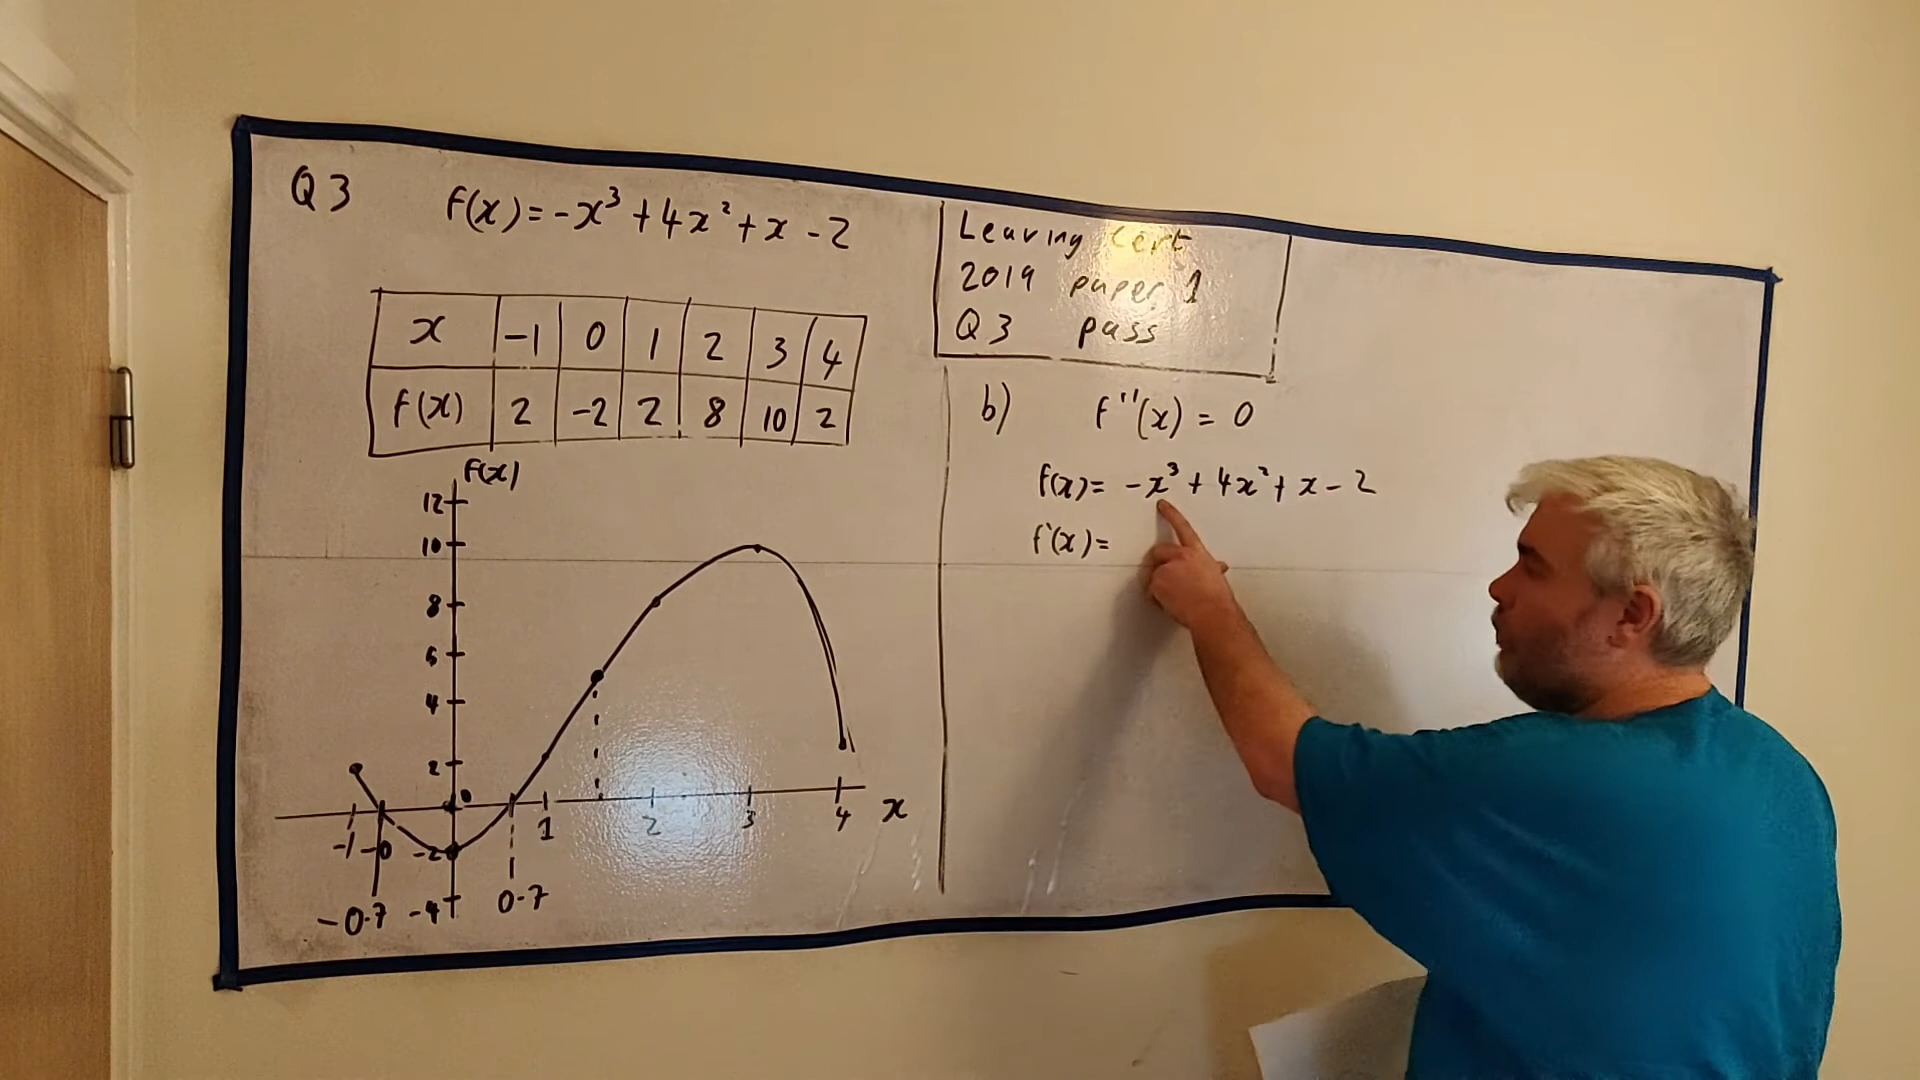 Q3 f(x) = -x³ + 4x² + x - 2
x -1 0 1 2 3 4
f(x) 2 -2 2 8 10 2
f(x)
12
10
8
6
4
2
0
-1 -0 -2 1 2 3 4 x
-0.7 -4 0.7
Leaving Cert
2019 paper 1
Q3 pass
b) f''(x) = 0
f(x) = -x³ + 4x² + x - 2
f'(x) =